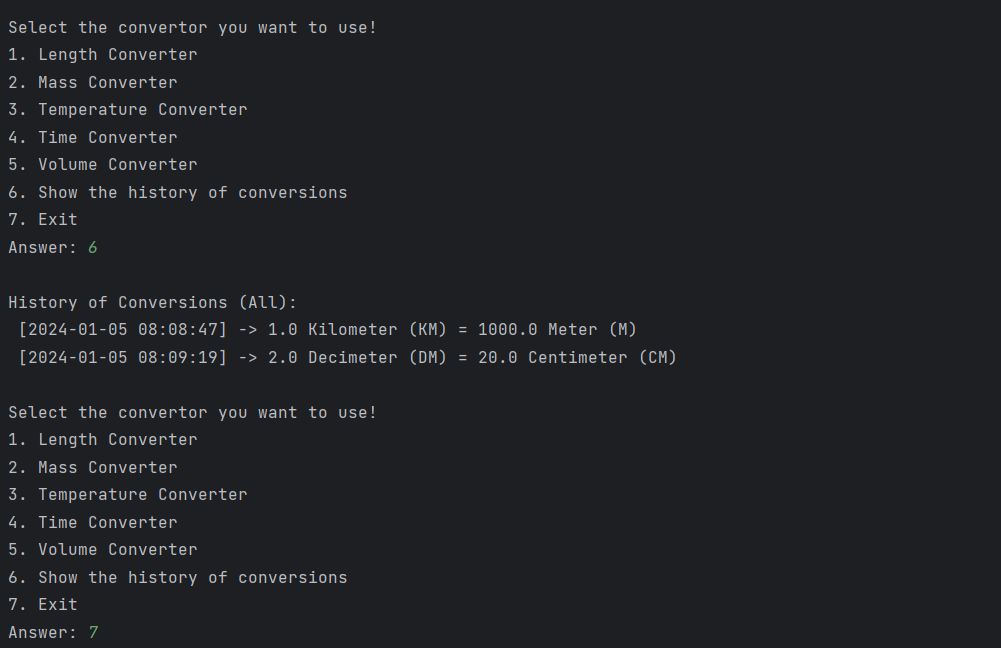 Select the convertor you want to use!
1. Length Converter
2. Mass Converter
3. Temperature Converter
4. Time Converter
5. Volume Converter
6. Show the history of conversions
7. Exit
Answer: 6
History of Conversions (All):
[2024-01-05 08:08:47] -> 1.0 Kilometer (KM) = 1000.0 Meter (M)
[2024-01-05 08:09:19] -> 2.0 Decimeter (DM) = 20.0 Centimeter (CM)
Select the convertor you want to use!
1. Length Converter
2. Mass Converter
3. Temperature Converter
4. Time Converter
5. Volume Converter
6. Show the history of conversions
7. Exit
Answer: 7